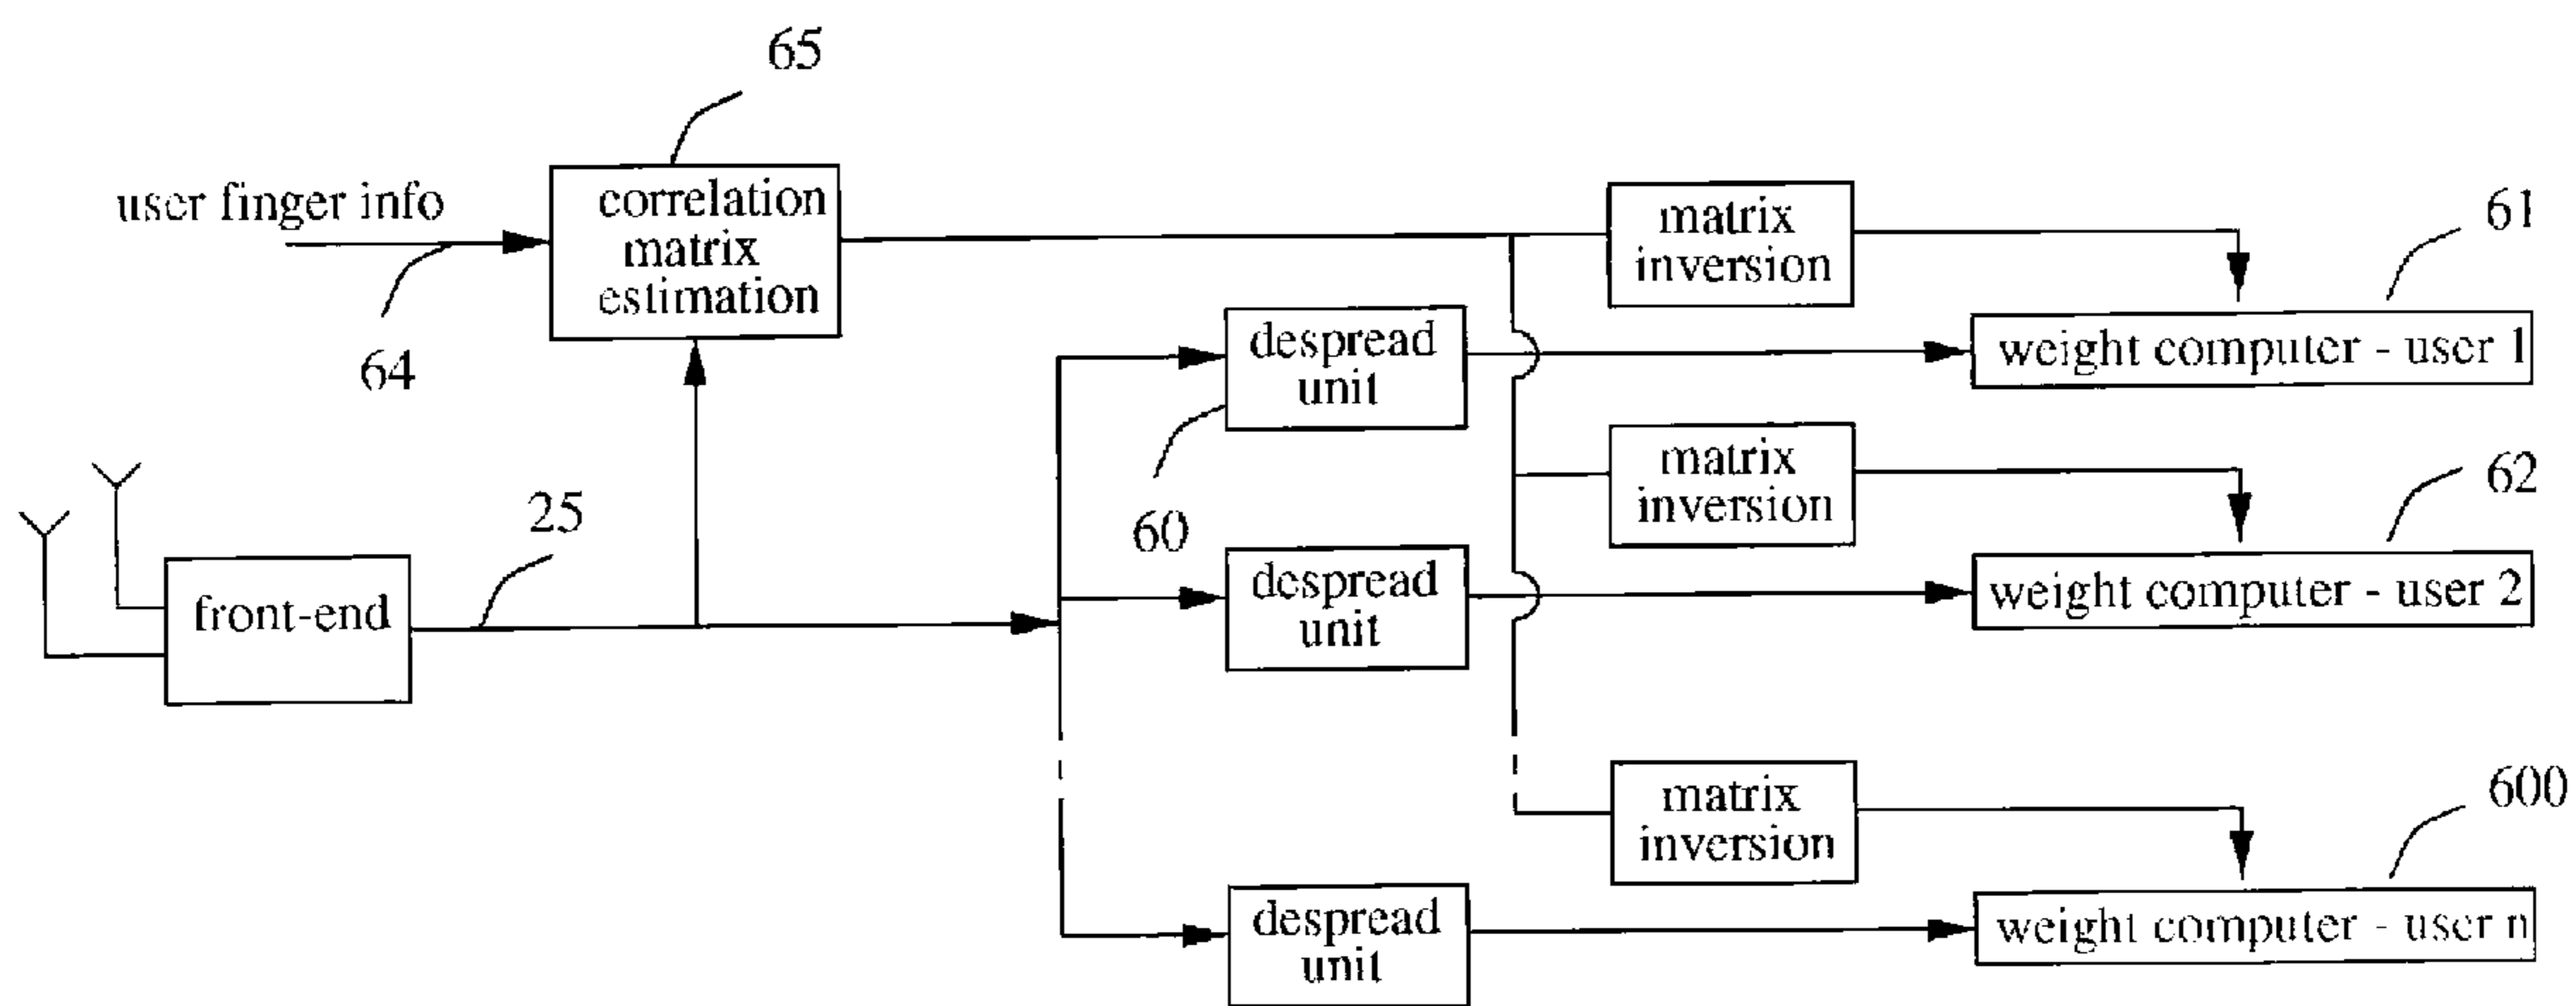 65
user finger info
correlation
matrix
estimation
64
matrix
inversion
61
despread
unit
60
weight computer - user 1
25
front-end
matrix
inversion
62
despread
unit
weight computer - user 2
matrix
inversion
600
despread
unit
weight computer - user n